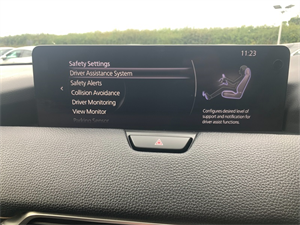 11:23
Safety Settings
Driver Assistance System
Safety Alerts
Collision Avoidance
Driver Monitoring
View Monitor
Configures desired level of
support and notification for
driver assist functions.